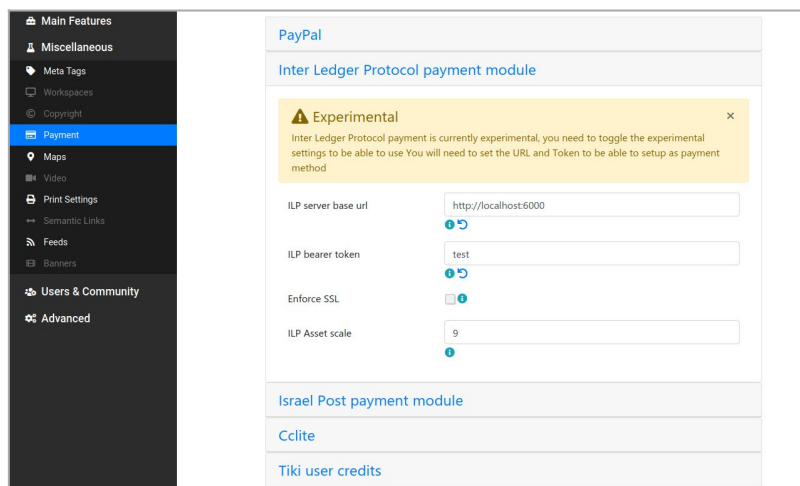 Main Features
Miscellaneous
Meta Tags
Workspaces
Copyright
Payment
Maps
Video
Print Settings
Semantic Links
Feeds
Banners
Users & Community
Advanced
PayPal
Inter Ledger Protocol payment module
Experimental
×
Inter Ledger Protocol payment is currently experimental, you need to toggle the experimental
settings to be able to use You will need to set the URL and Token to be able to setup as payment
method
ILP server base url
http://localhost:6000
ILP bearer token
test
Enforce SSL
ILP Asset scale
9
Israel Post payment module
Cclite
Tiki user credits